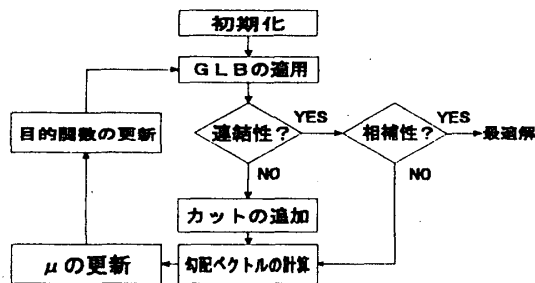 初期化
GLBの適用
連結性?
YES
相補性?
YES
最適解
NO
NO
カットの追加
勾配ベクトルの計算
μの更新
目的関数の更新